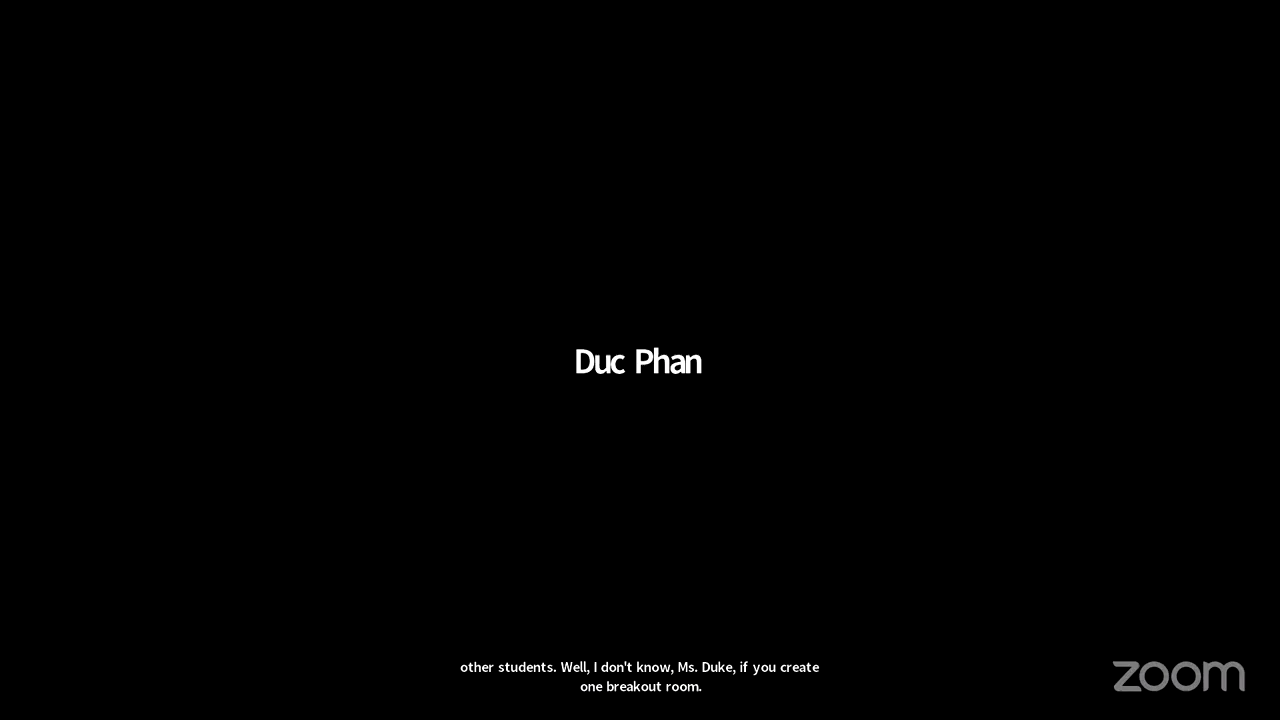 Duc Phan
other students. Well, I don't know, Ms. Duke, if you create
one breakout room.
zoom